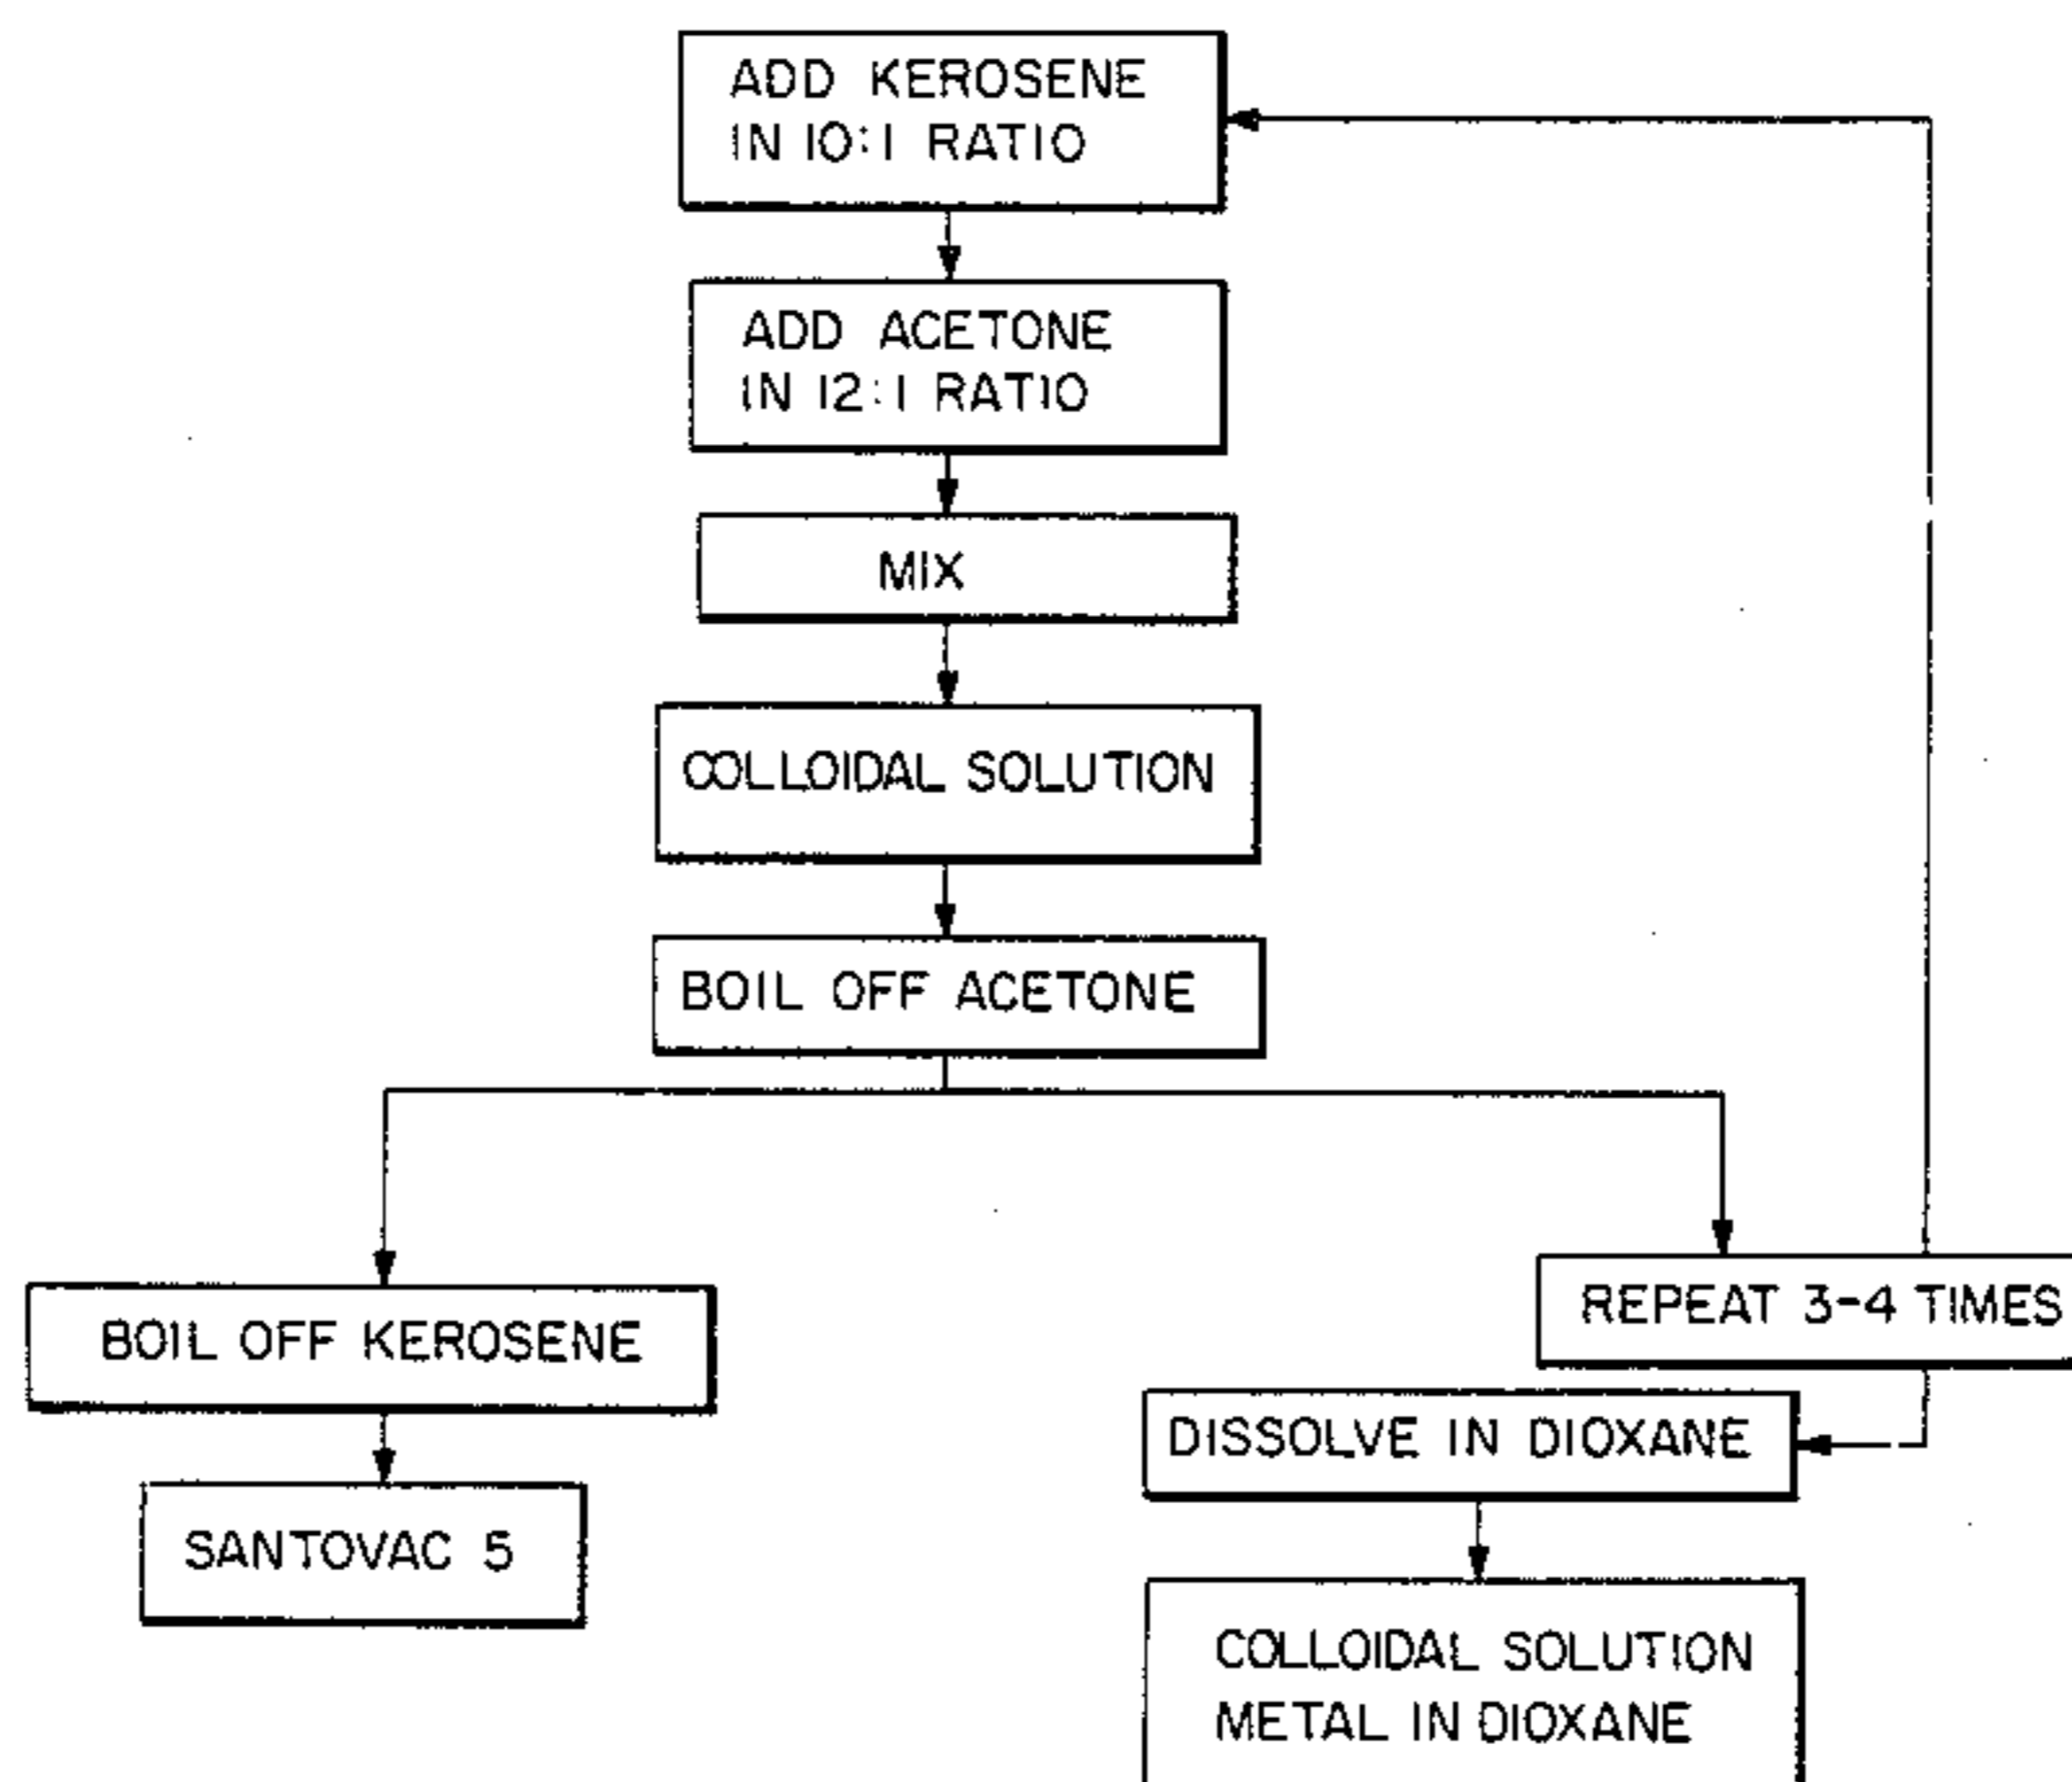 ADD KEROSENE
IN 10:1 RATIO
ADD ACETONE
IN 12:1 RATIO
MIX
COLLOIDAL SOLUTION
BOIL OFF ACETONE
BOIL OFF KEROSENE
SANTOVAC 5
REPEAT 3-4 TIMES
DISSOLVE IN DIOXANE
COLLOIDAL SOLUTION
METAL IN DIOXANE